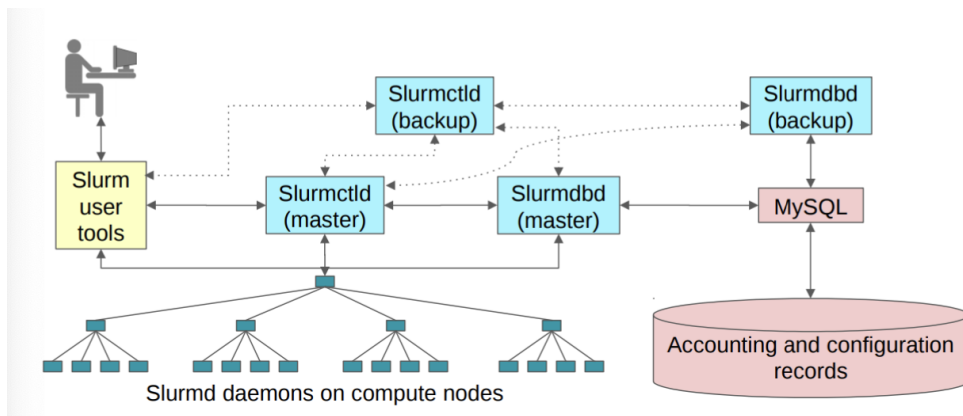 Slurmctld
(backup)
Slurmdbd
(backup)
Slurm
user
tools
Slurmctld
(master)
Slurmdbd
(master)
MySQL
Accounting and configuration
records
Slurmd daemons on compute nodes